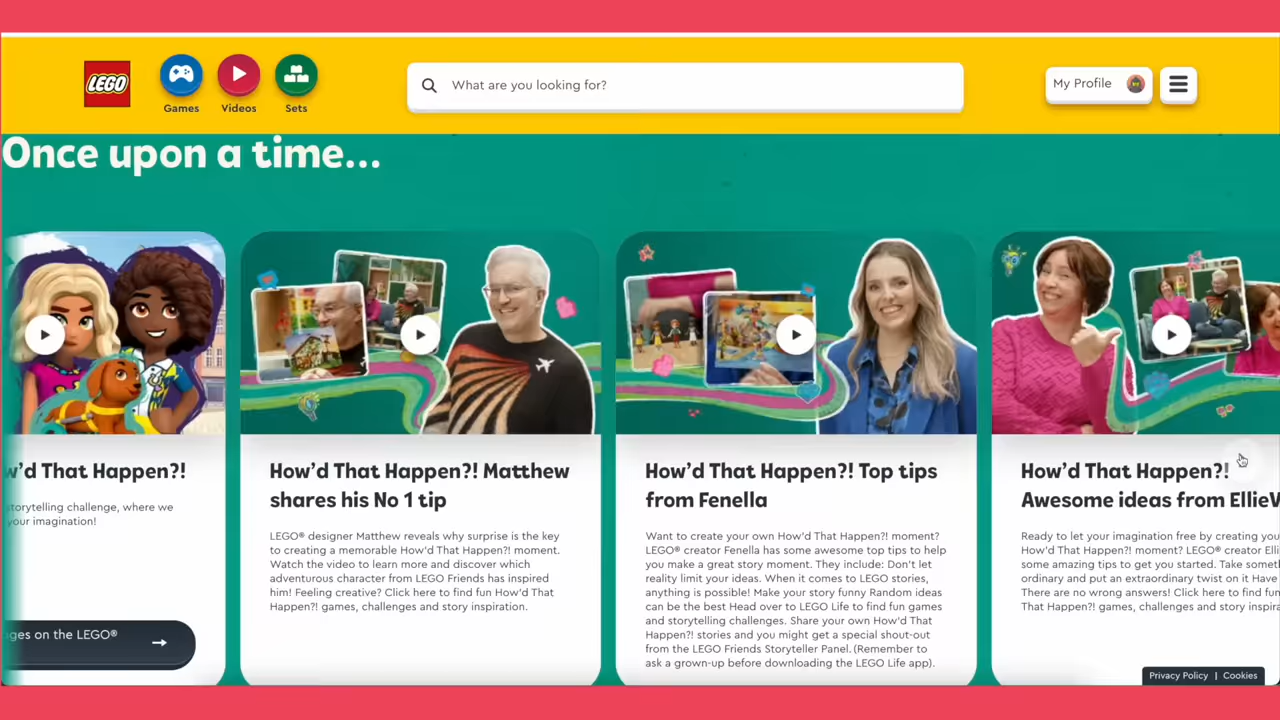 LEGO
Games
Videos
Sets
What are you looking for?
My Profile
Once upon a time...
w'd That Happen?!
storytelling challenge, where we
your imagination!
ges on the LEGO®
How'd That Happen?! Matthew
shares his No 1 tip
LEGO® designer Matthew reveals why surprise is the key
to creating a memorable How'd That Happen?! moment.
Watch the video to learn more and discover which
adventurous character from LEGO Friends has inspired
him! Feeling creative? Click here to find fun How'd That
Happen?! games, challenges and story inspiration.
How'd That Happen?! Top tips
from Fenella
Want to create your own How'd That Happen?! moment?
LEGO® creator Fenella has some awesome top tips to help
you make a great story moment. They include: Don't let
reality limit your ideas. When it comes to LEGO stories,
anything is possible! Make your story funny Random ideas
can be the best Head over to LEGO Life to find fun games
and storytelling challenges. Share your own How'd That
Happen?! stories and you might get a special shout-out
from the LEGO Friends Storyteller Panel. (Remember to
ask a grown-up before downloading the LEGO Life app).
How'd That Happen?!
Awesome ideas from EllieV
Ready to let your imagination free by creating you
How'd That Happen?! moment? LEGO® creator Elli
some amazing tips to get you started. Take somet
ordinary and put an extraordinary twist on it Have
There are no wrong answers! Click here to find fun
That Happen?! games, challenges and story inspira
Privacy Policy | Cookies